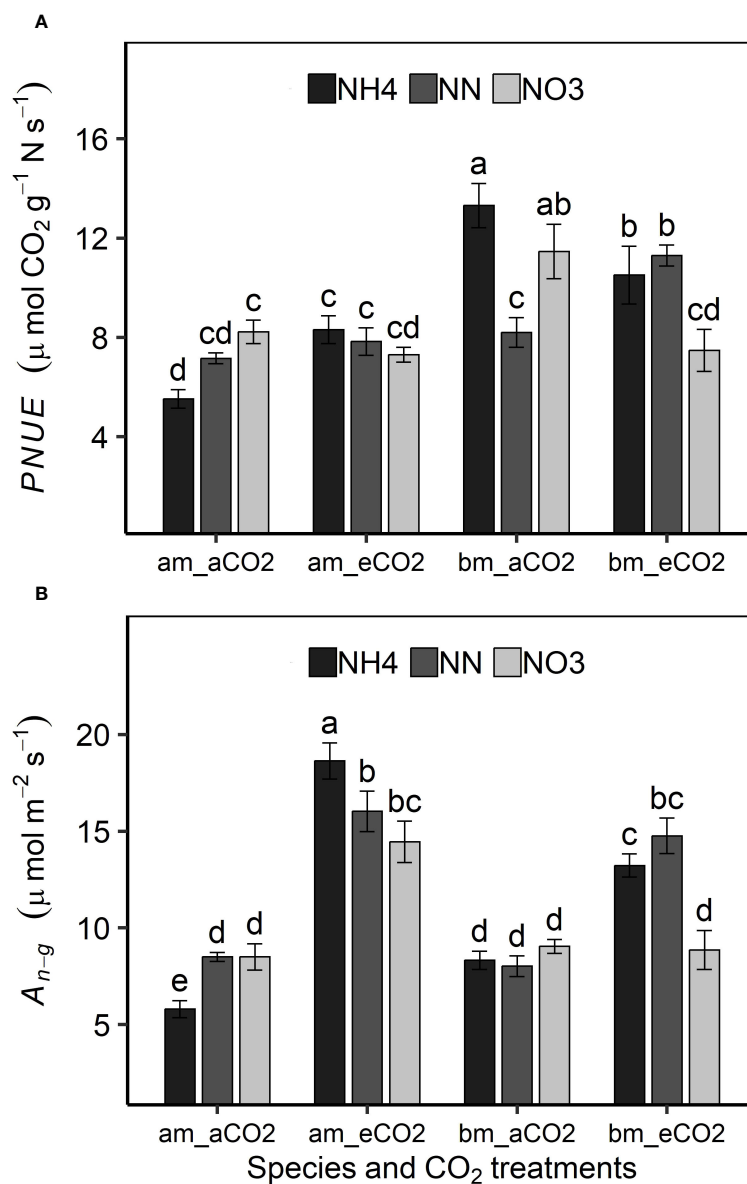 A
NH4 NN NO3
PNUE (μ mol CO₂ g⁻¹ N s⁻¹)
16
12
8
4
d cd c c c cd a c ab b b cd
am_aCO2 am_eCO2 bm_aCO2 bm_eCO2
B
NH4 NN NO3
Aₙ₋g (μ mol m⁻² s⁻¹)
20
15
10
5
e d d a b bc d d d c bc d
am_aCO2 am_eCO2 bm_aCO2 bm_eCO2
Species and CO₂ treatments